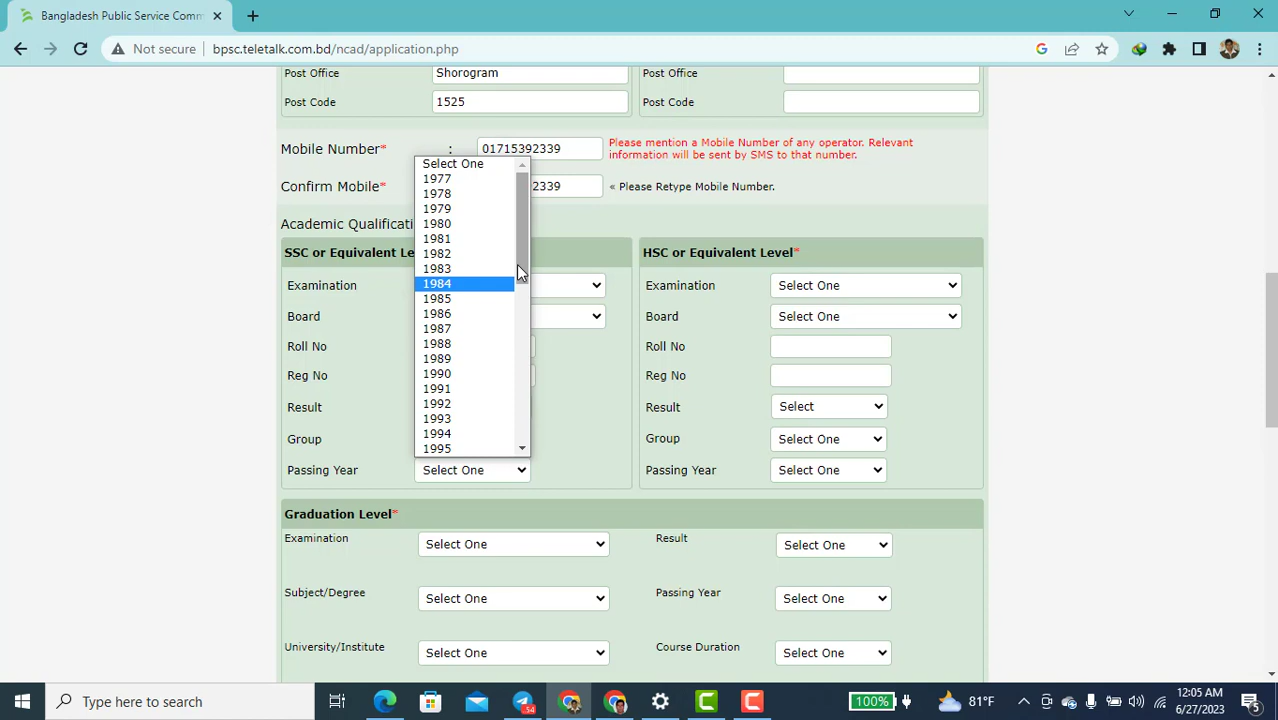 Bangladesh Public Service Comm
Not secure
bpsc.teletalk.com.bd/ncad/application.php
Post Office
Shorogram
Post Office
Post Code
1525
Post Code
Mobile Number*
:
01715392339
Please mention a Mobile Number of any operator. Relevant
information will be sent by SMS to that number.
Confirm Mobile*
2339
« Please Retype Mobile Number.
Academic Qualificati
Select One
1977
1978
1979
1980
1981
1982
1983
1984
1985
1986
1987
1988
1989
1990
1991
1992
1993
1994
1995
SSC or Equivalent Le
Examination
Board
Roll No
Reg No
Result
Group
Passing Year
Select One
HSC or Equivalent Level*
Examination
Select One
Board
Select One
Roll No
Reg No
Result
Select
Group
Select One
Passing Year
Select One
Graduation Level*
Examination
Select One
Result
Select One
Subject/Degree
Select One
Passing Year
Select One
University/Institute
Select One
Course Duration
Select One
Type here to search
54
100%
81°F
12:05 AM
6/27/2023
5